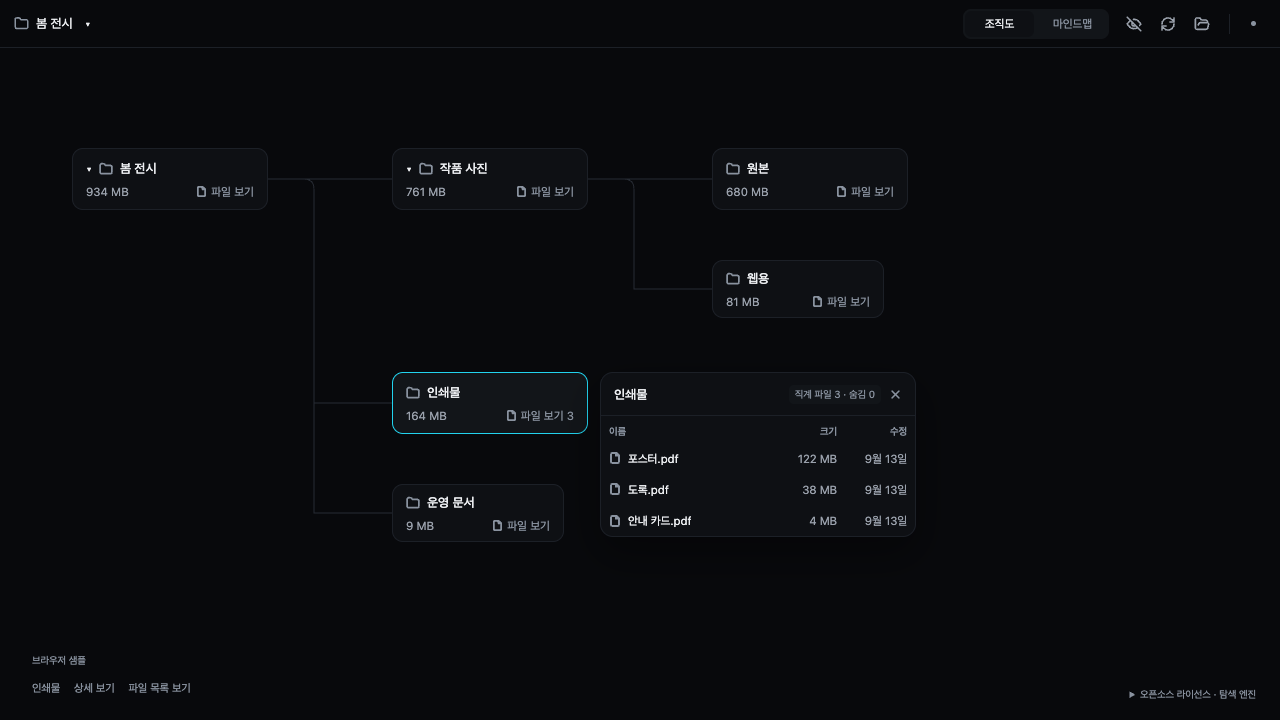 봄 전시
조직도
마인드맵
봄 전시
934 MB
파일 보기
작품 사진
761 MB
파일 보기
원본
680 MB
파일 보기
웹용
81 MB
파일 보기
인쇄물
164 MB
파일 보기 3
인쇄물
직계 파일 3 · 숨김 0
이름 크기 수정
포스터.pdf 122 MB 9월 13일
도록.pdf 38 MB 9월 13일
안내 카드.pdf 4 MB 9월 13일
운영 문서
9 MB
파일 보기
브라우저 샘플
인쇄물 상세 보기 파일 목록 보기
오픈소스 라이선스 · 탐색 엔진